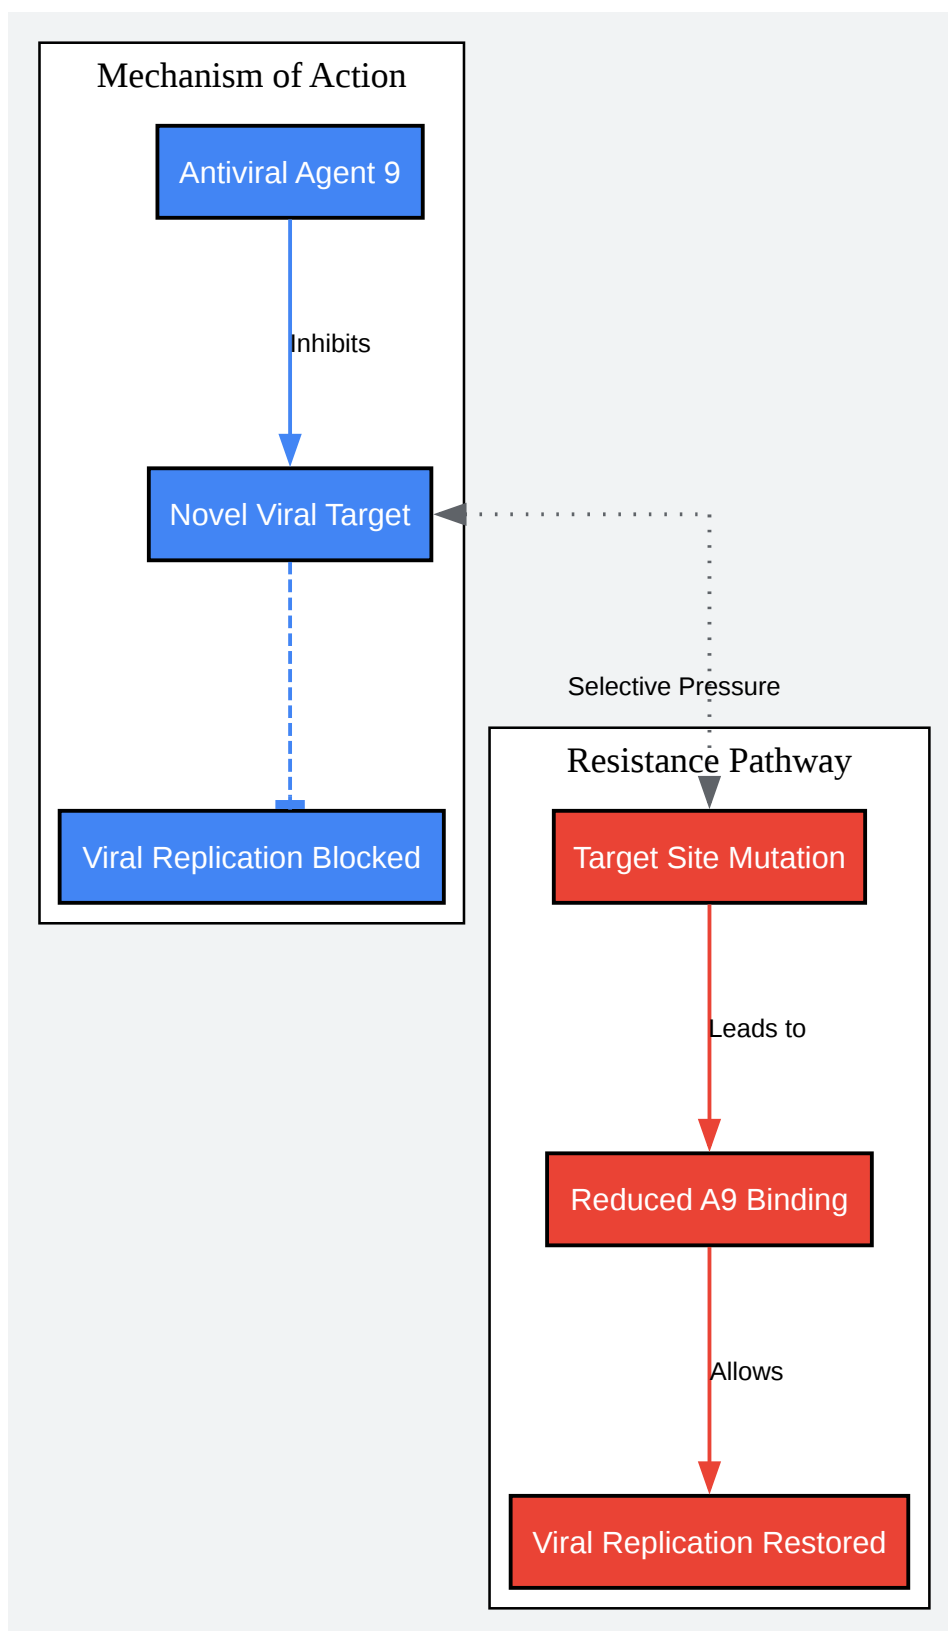 Mechanism of Action
Antiviral Agent 9
Inhibits
Novel Viral Target
Selective Pressure
Viral Replication Blocked
Resistance Pathway
Target Site Mutation
Leads to
Reduced A9 Binding
Allows
Viral Replication Restored